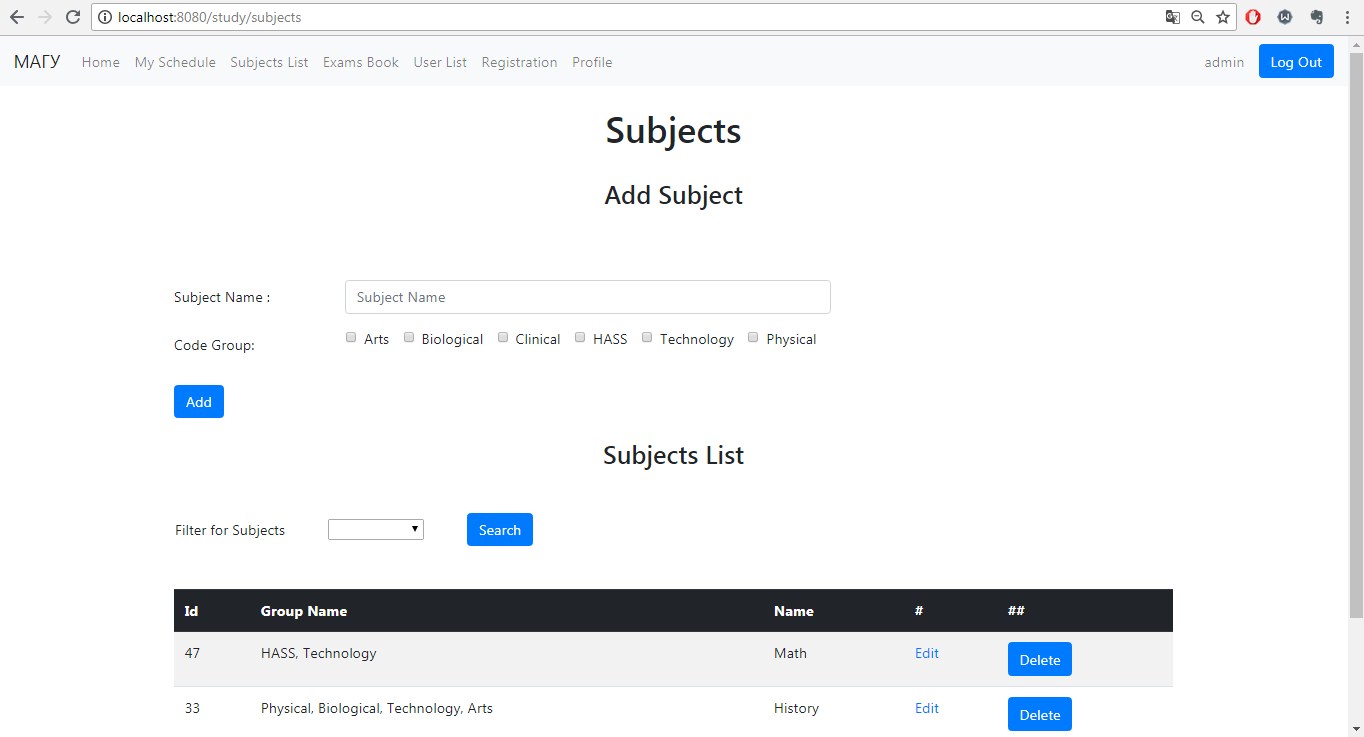 localhost:8080/study/subjects
МАГУ Home My Schedule Subjects List Exams Book User List Registration Profile admin Log Out
Subjects
Add Subject
Subject Name : Subject Name
Code Group: Arts Biological Clinical HASS Technology Physical
Add
Subjects List
Filter for Subjects Search
Id Group Name Name # ##
47 HASS, Technology Math Edit Delete
33 Physical, Biological, Technology, Arts History Edit Delete